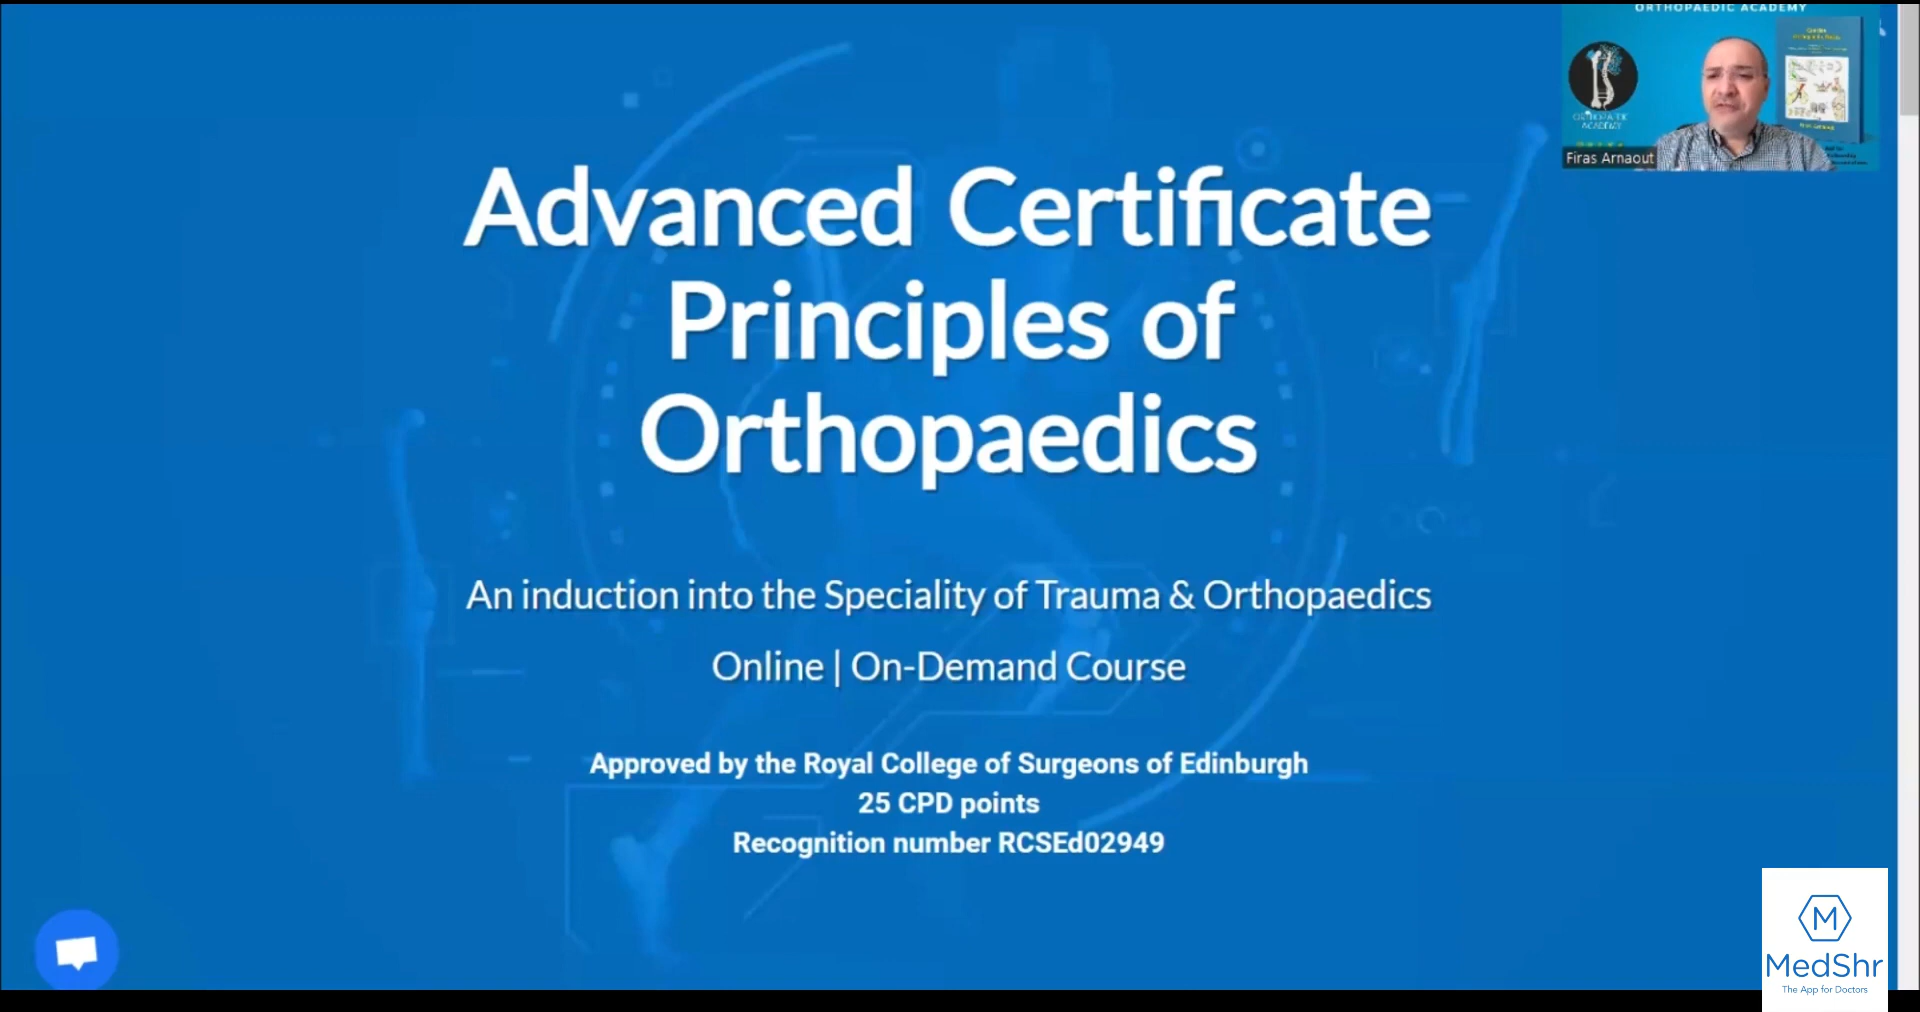 ORTHOPAEDIC ACADEMY
ORTHOPAEDIC
ACADEMY
Firas Arnaout
Advanced Certificate
Principles of
Orthopaedics
An induction into the Speciality of Trauma & Orthopaedics
Online | On-Demand Course
Approved by the Royal College of Surgeons of Edinburgh
25 CPD points
Recognition number RCSEd02949
M
MedShr
The App for Doctors